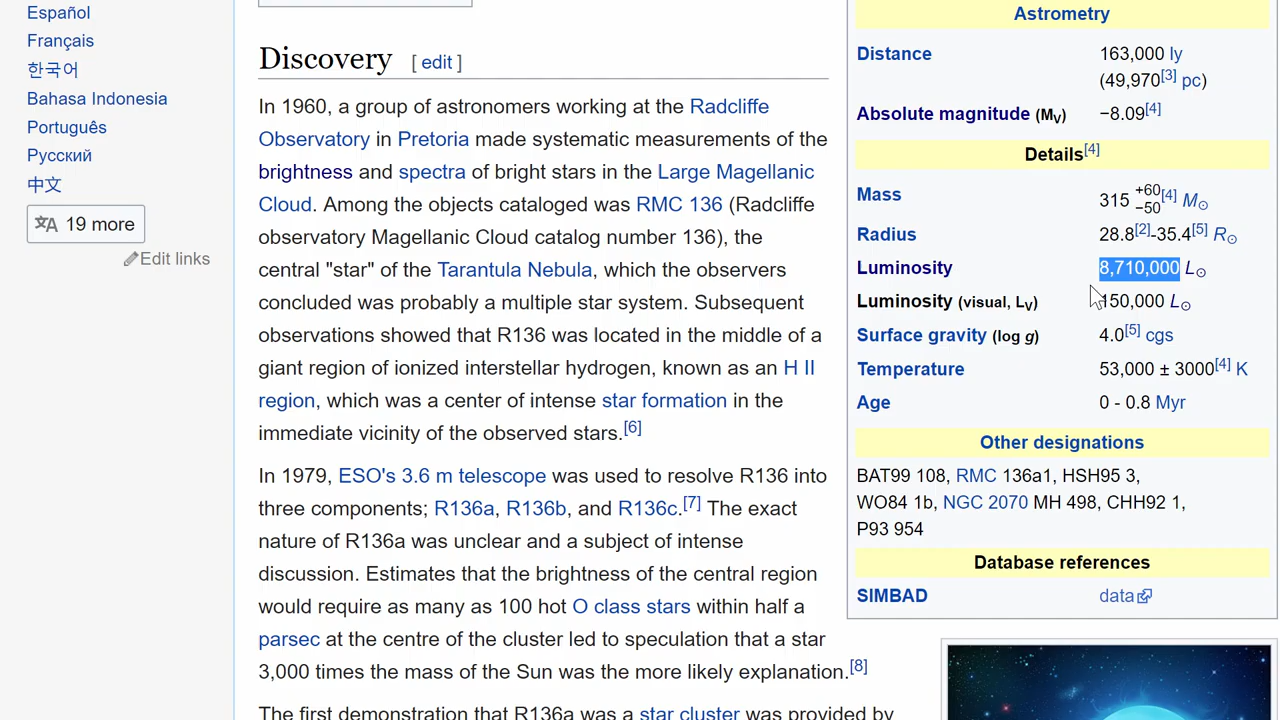 Español
Français
한국어
Bahasa Indonesia
Português
Русский
中文
19 more
Edit links
Discovery [ edit ]
In 1960, a group of astronomers working at the Radcliffe
Observatory in Pretoria made systematic measurements of the
brightness and spectra of bright stars in the Large Magellanic
Cloud. Among the objects cataloged was RMC 136 (Radcliffe
observatory Magellanic Cloud catalog number 136), the
central "star" of the Tarantula Nebula, which the observers
concluded was probably a multiple star system. Subsequent
observations showed that R136 was located in the middle of a
giant region of ionized interstellar hydrogen, known as an H II
region, which was a center of intense star formation in the
immediate vicinity of the observed stars.[6]
In 1979, ESO's 3.6 m telescope was used to resolve R136 into
three components; R136a, R136b, and R136c.[7] The exact
nature of R136a was unclear and a subject of intense
discussion. Estimates that the brightness of the central region
would require as many as 100 hot O class stars within half a
parsec at the centre of the cluster led to speculation that a star
3,000 times the mass of the Sun was the more likely explanation.[8]
The first demonstration that R136a was a star cluster was provided by
Astrometry
Distance 163,000 ly
(49,970[3] pc)
Absolute magnitude (MV) −8.09[4]
Details[4]
Mass 315 +60 −50[4] M☉
Radius 28.8[2]-35.4[5] R☉
Luminosity 8,710,000 L☉
Luminosity (visual, LV) 150,000 L☉
Surface gravity (log g) 4.0[5] cgs
Temperature 53,000 ± 3000[4] K
Age 0 - 0.8 Myr
Other designations
BAT99 108, RMC 136a1, HSH95 3,
WO84 1b, NGC 2070 MH 498, CHH92 1,
P93 954
Database references
SIMBAD data